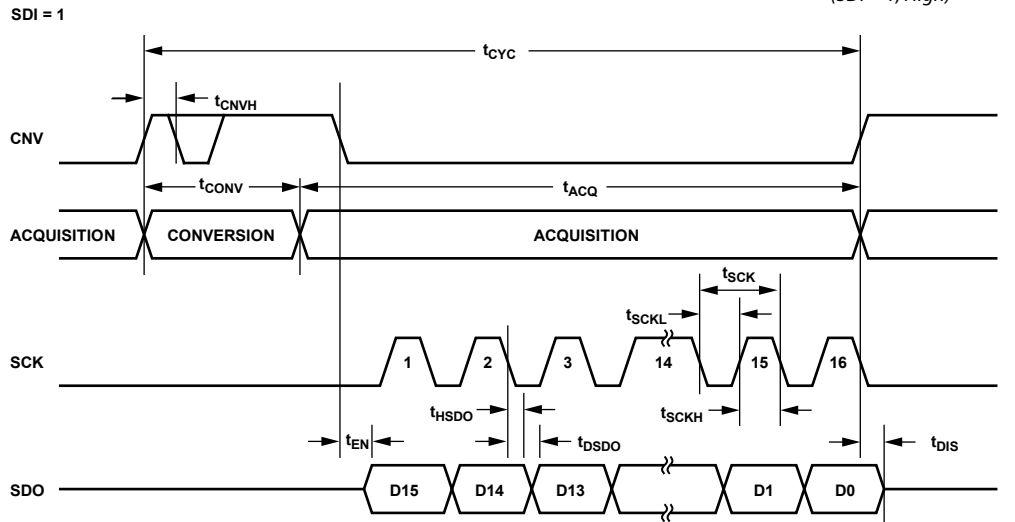 (SDI = 1, High)
SDI = 1
tCYC
tCNVH
CNV
tCONV
tACQ
ACQUISITION
CONVERSION
ACQUISITION
tSCK
tSCKL
SCK
1
2
3
14
15
16
tHSDO
tSCKH
tEN
tDSDO
tDIS
SDO
D15
D14
D13
D1
D0